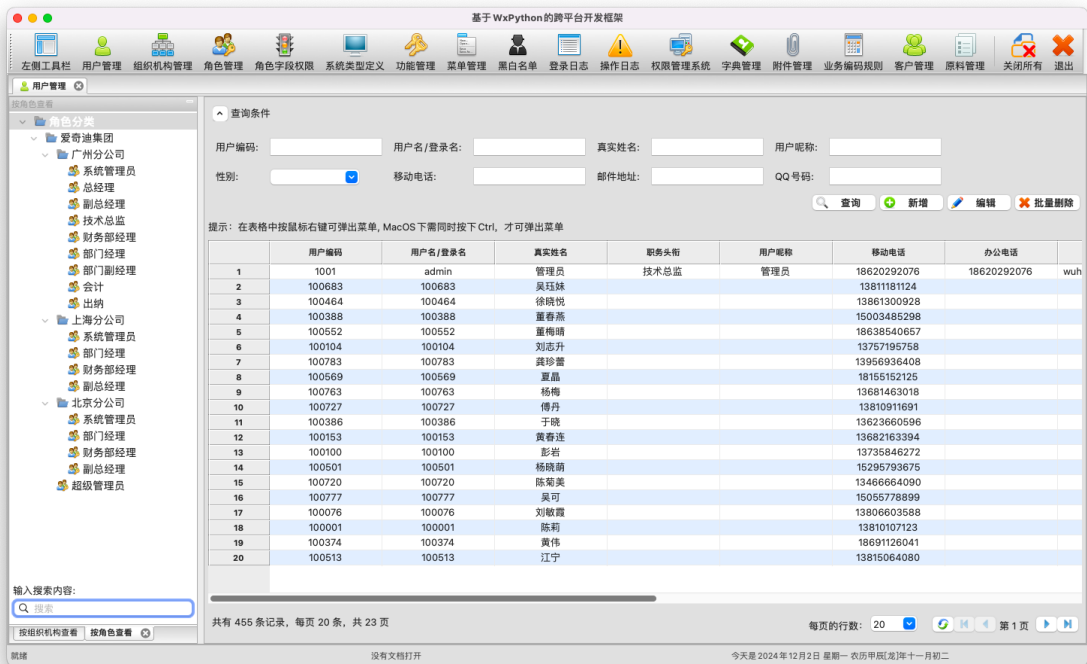 基于WxPython的跨平台开发框架
左侧工具栏 用户管理 组织机构管理 角色管理 角色字段权限 系统类型定义 功能管理 菜单管理 黑白名单 登录日志 操作日志 权限管理系统 字典管理 附件管理 业务编码规则 客户管理 原料管理 关闭所有 退出
用户管理
按角色查看
角色分类
爱奇迪集团
广州分公司
系统管理员
总经理
副总经理
技术总监
财务部经理
部门经理
部门副经理
会计
出纳
上海分公司
系统管理员
部门经理
财务部经理
副总经理
北京分公司
系统管理员
部门经理
财务部经理
副总经理
超级管理员
输入搜索内容:
搜索
按组织机构查看 按角色查看
查询条件
用户编码: 用户名/登录名: 真实姓名: 用户呢称:
性别: 移动电话: 邮件地址: QQ号码:
查询 新增 编辑 批量删除
提示：在表格中按鼠标右键可弹出菜单, MacOS下需同时按下Ctrl，才可弹出菜单
用户编码 用户名/登录名 真实姓名 职务头衔 用户呢称 移动电话 办公电话
1 1001 admin 管理员 技术总监 管理员 18620292076 18620292076 wuh
2 100683 100683 吴珏妹 13811181124
3 100464 100464 徐晓悦 13861300928
4 100388 100388 董春燕 15003485298
5 100552 100552 董梅晴 18638540657
6 100104 100104 刘志升 13757195758
7 100783 100783 龚珍蕾 13956936408
8 100569 100569 夏晶 18155152125
9 100763 100763 杨梅 13681463018
10 100727 100727 傅丹 13810911691
11 100386 100386 于晓 13623660596
12 100153 100153 黄春连 13682163394
13 100100 100100 彭岩 13735846272
14 100501 100501 杨晓萌 15295793675
15 100720 100720 陈菊美 13466664090
16 100777 100777 吴可 15055778899
17 100076 100076 刘敏霞 13806603588
18 100001 100001 陈莉 13810107123
19 100374 100374 黄伟 18691126041
20 100513 100513 江宁 13815064080
共有 455 条记录，每页 20 条，共 23 页
每页的行数: 20 第 1 页
就绪 没有文档打开 今天是2024年12月2日 星期一 农历甲辰[龙]年十一月初二